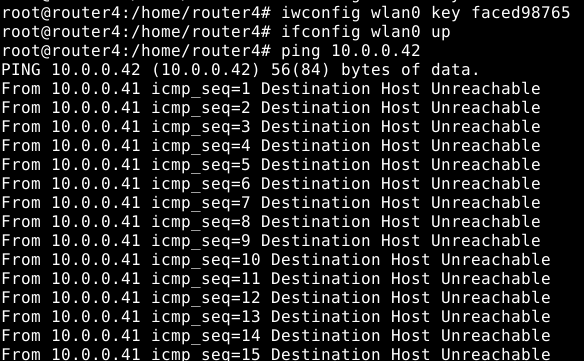 root@router4:/home/router4# iwconfig wlan0 key faced98765
root@router4:/home/router4# ifconfig wlan0 up
root@router4:/home/router4# ping 10.0.0.42
PING 10.0.0.42 (10.0.0.42) 56(84) bytes of data.
From 10.0.0.41 icmp_seq=1 Destination Host Unreachable
From 10.0.0.41 icmp_seq=2 Destination Host Unreachable
From 10.0.0.41 icmp_seq=3 Destination Host Unreachable
From 10.0.0.41 icmp_seq=4 Destination Host Unreachable
From 10.0.0.41 icmp_seq=5 Destination Host Unreachable
From 10.0.0.41 icmp_seq=6 Destination Host Unreachable
From 10.0.0.41 icmp_seq=7 Destination Host Unreachable
From 10.0.0.41 icmp_seq=8 Destination Host Unreachable
From 10.0.0.41 icmp_seq=9 Destination Host Unreachable
From 10.0.0.41 icmp_seq=10 Destination Host Unreachable
From 10.0.0.41 icmp_seq=11 Destination Host Unreachable
From 10.0.0.41 icmp_seq=12 Destination Host Unreachable
From 10.0.0.41 icmp_seq=13 Destination Host Unreachable
From 10.0.0.41 icmp_seq=14 Destination Host Unreachable
From 10.0.0.41 icmp_seq=15 Destination Host Unreachable